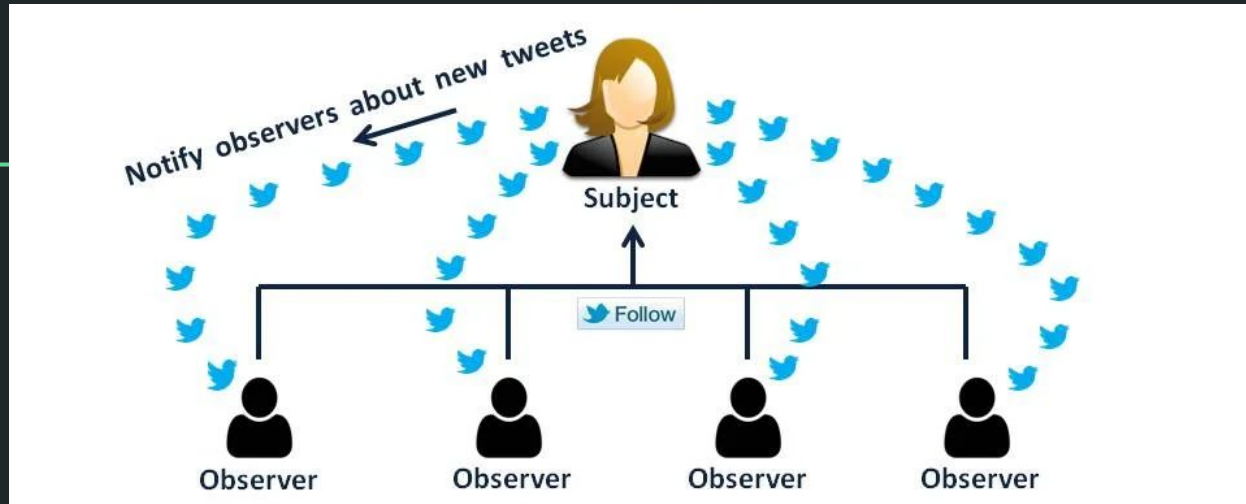 Notify observers about new tweets
Subject
Follow
Observer
Observer
Observer
Observer